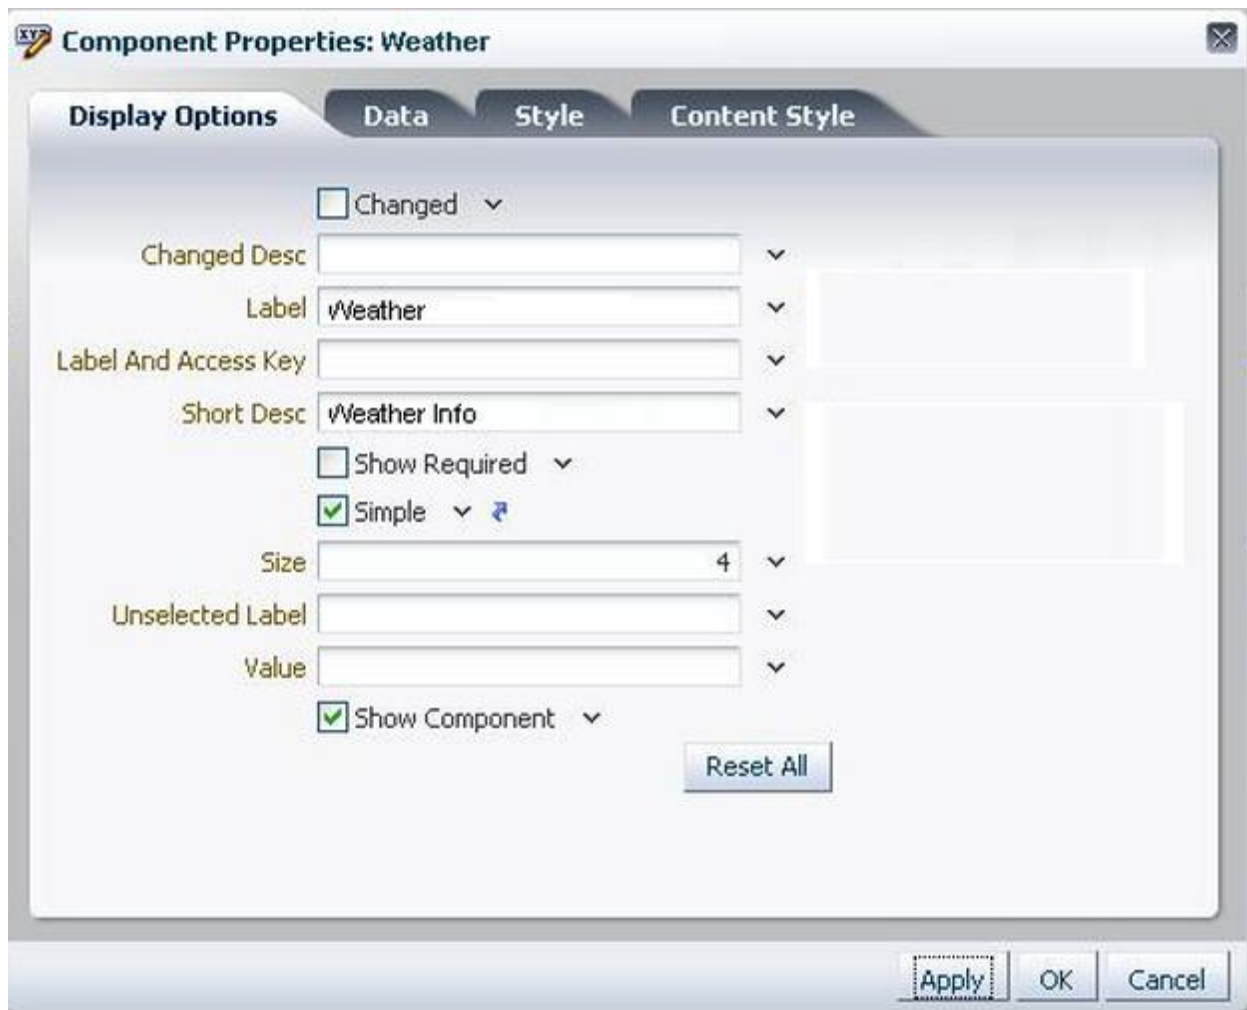 Component Properties: Weather
Display Options Data Style Content Style
Changed
Changed Desc
Label Weather
Label And Access Key
Short Desc Weather Info
Show Required
Simple
Size 4
Unselected Label
Value
Show Component
Reset All
Apply OK Cancel